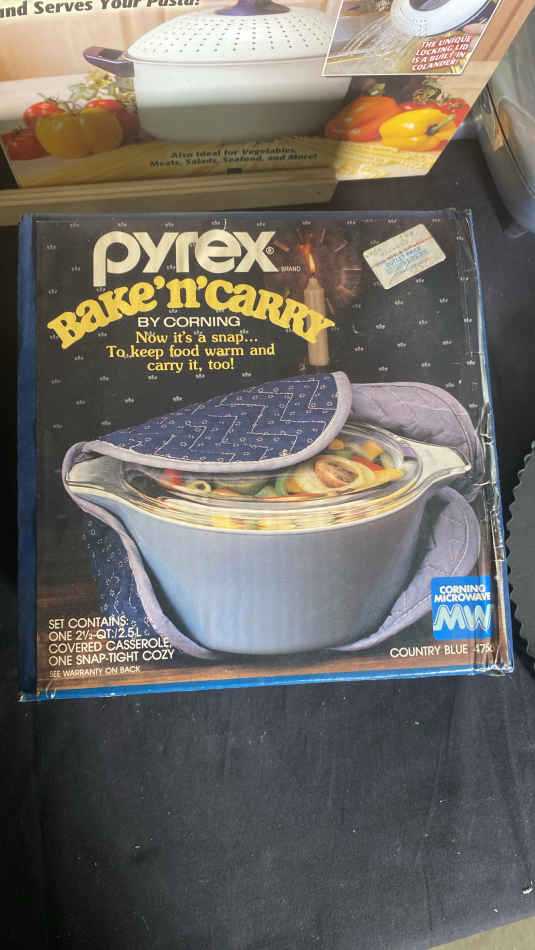 and Serves Your Pasta!
THE UNIQUE
LOCKING LID
IS A BUILT IN
COLANDER!
Also Ideal for Vegetables,
Meats, Salads, Seafood, and More!
pyrex®
BRAND
BAKE'n'CARRY
BY CORNING
Now it's a snap...
To keep food warm and
carry it, too!
CORNING
MICROWAVE
MW
SET CONTAINS:
ONE 2½-QT./2.5 L
COVERED CASSEROLE,
ONE SNAP-TIGHT COZY
SEE WARRANTY ON BACK
COUNTRY BLUE